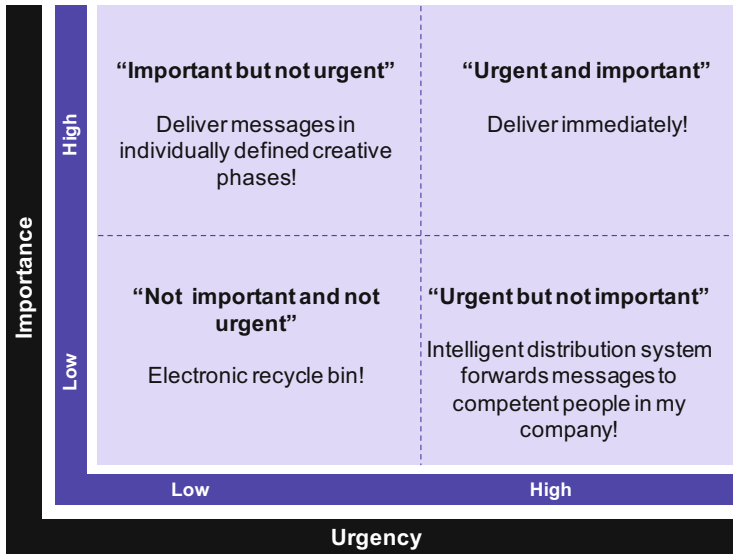 Importance
High
“Important but not urgent”
Deliver messages in
individually defined creative
phases!
“Urgent and important”
Deliver immediately!
Low
“Not important and not
urgent”
Electronic recycle bin!
“Urgent but not important”
Intelligent distribution system
forwards messages to
competent people in my
company!
Low
High
Urgency